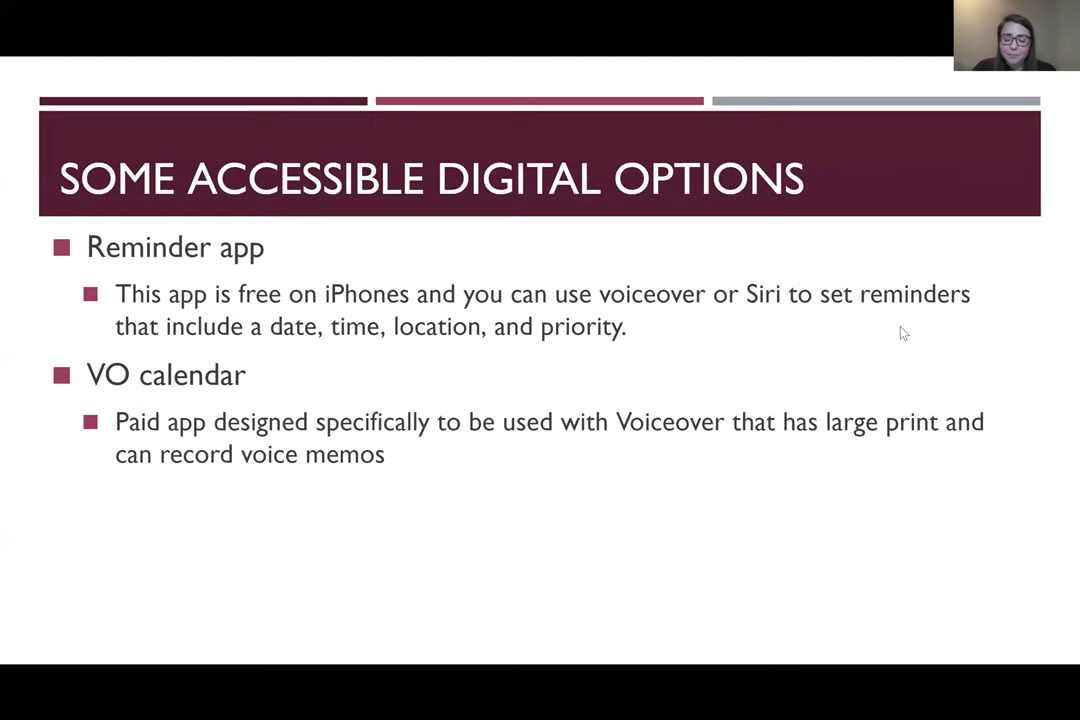 SOME ACCESSIBLE DIGITAL OPTIONS
Reminder app
This app is free on iPhones and you can use voiceover or Siri to set reminders
that include a date, time, location, and priority.
VO calendar
Paid app designed specifically to be used with Voiceover that has large print and
can record voice memos